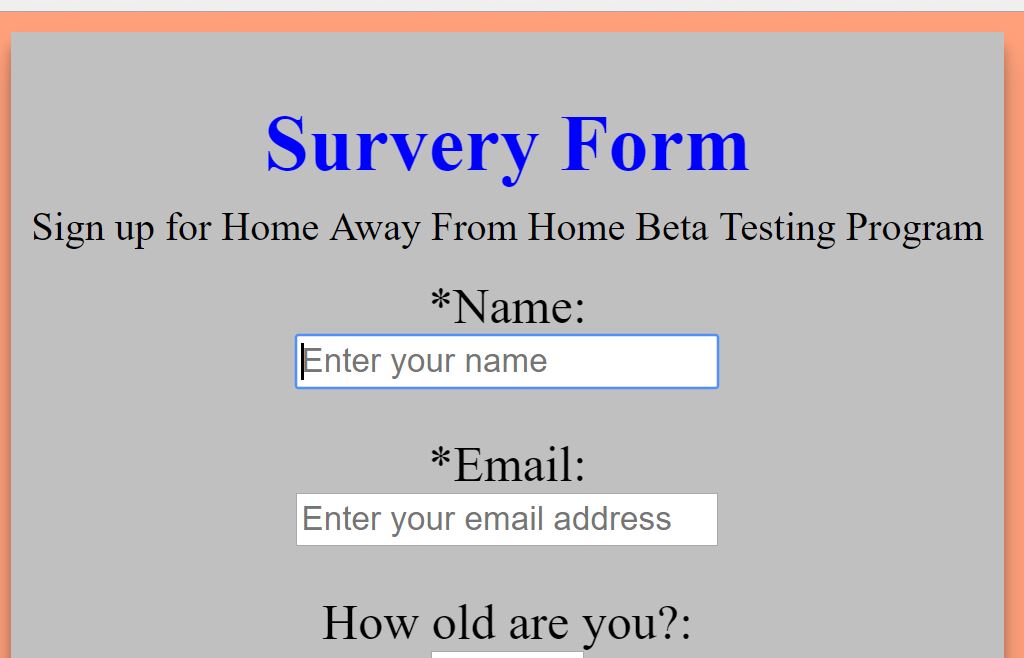 Survery Form
Sign up for Home Away From Home Beta Testing Program
*Name:
Enter your name
*Email:
Enter your email address
How old are you?: